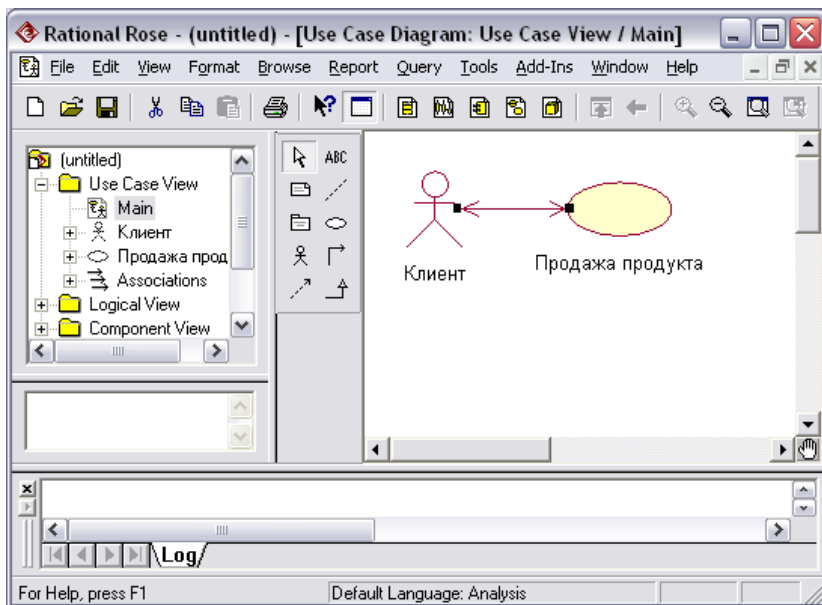 Rational Rose - (untitled) - [Use Case Diagram: Use Case View / Main]
File Edit View Format Browse Report Query Tools Add-Ins Window Help
ABC
(untitled)
Use Case View
Main
Клиент
Продажа прод
Associations
Logical View
Component View
Клиент
Продажа продукта
Log
For Help, press F1
Default Language: Analysis